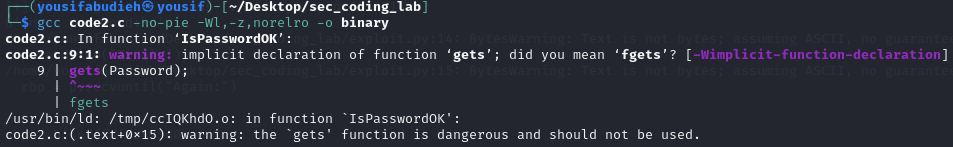 ┌──(yousifabudieh㉿yousif)-[~/Desktop/sec_coding_lab]
└─$ gcc code2.c -no-pie -Wl,-z,norelro -o binary
code2.c: In function ‘IsPasswordOK’:
code2.c:9:1: warning: implicit declaration of function ‘gets’; did you mean ‘fgets’? [-Wimplicit-function-declaration]
    9 | gets(Password);
      | ^~~~
      | fgets
/usr/bin/ld: /tmp/ccIQKhdO.o: in function `IsPasswordOK':
code2.c:(.text+0×15): warning: the `gets' function is dangerous and should not be used.